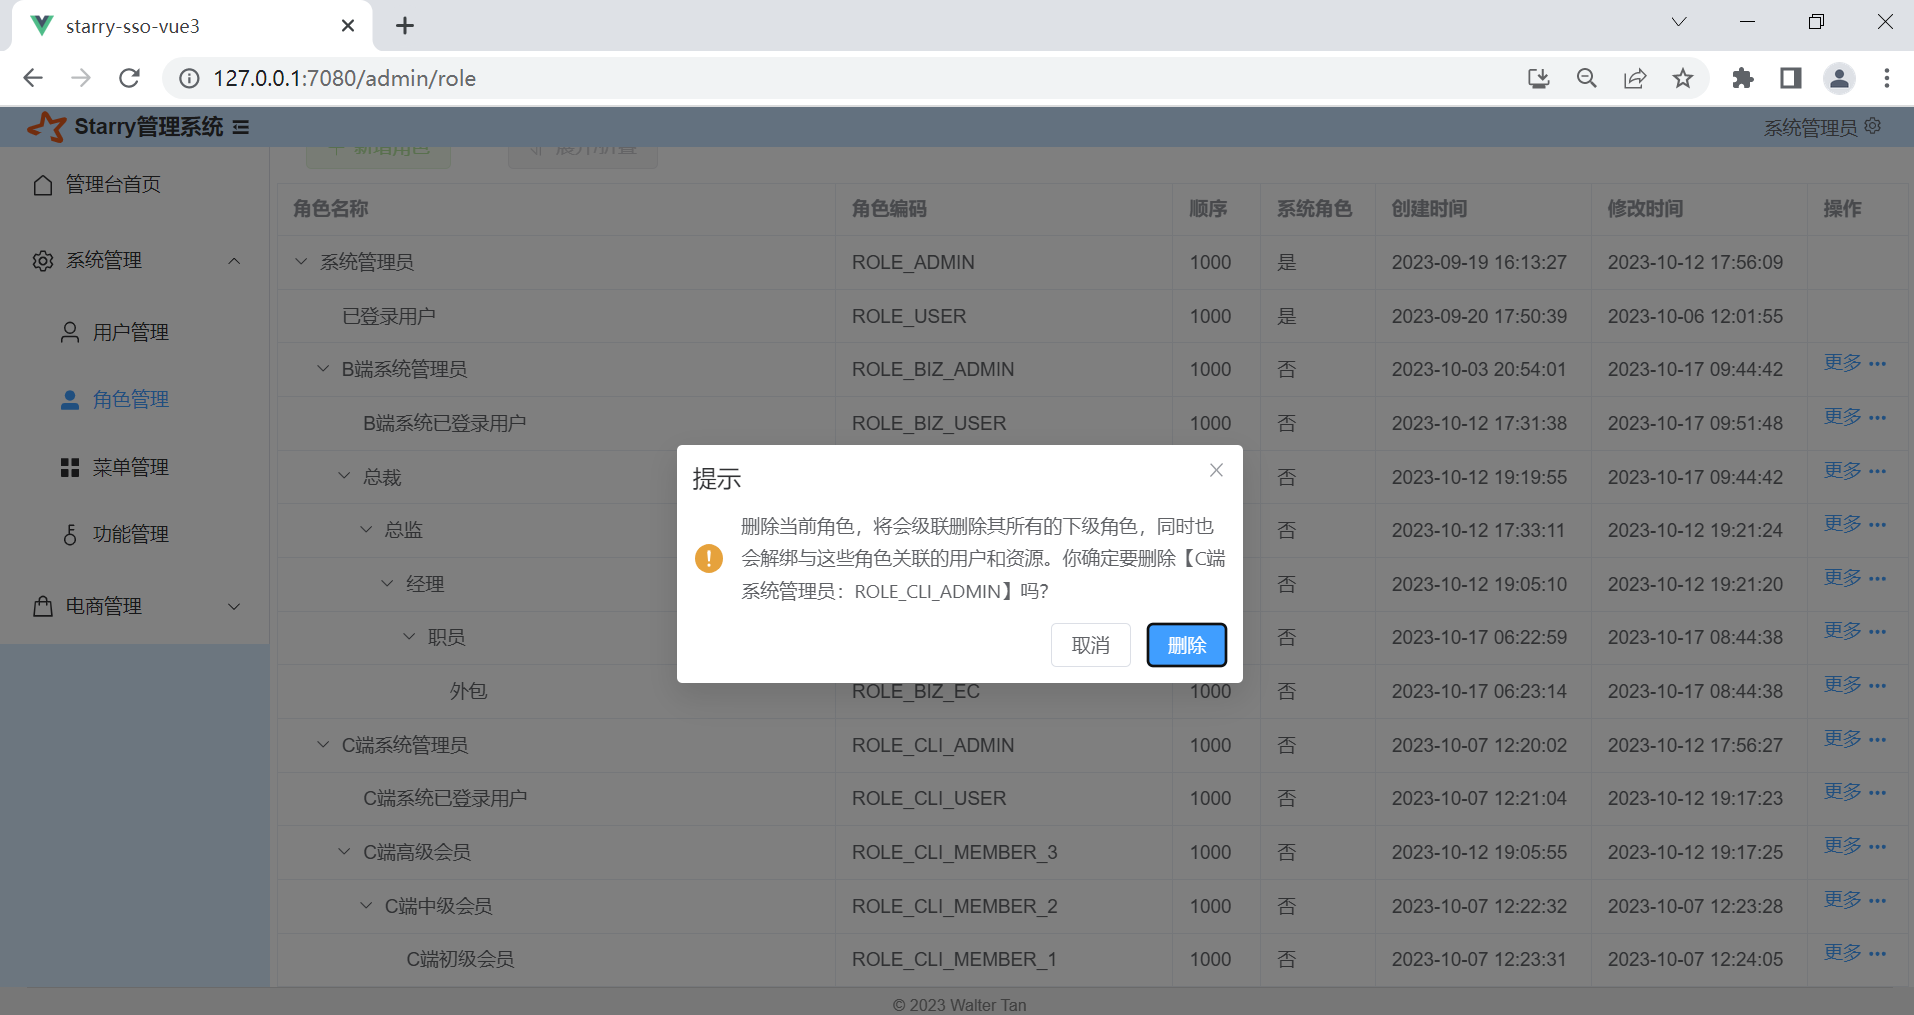 starry-sso-vue3
127.0.0.1:7080/admin/role
Starry管理系统
系统管理员
管理台首页
系统管理
用户管理
角色管理
菜单管理
功能管理
电商管理
新增角色
展开/折叠
角色名称 角色编码 顺序 系统角色 创建时间 修改时间 操作
系统管理员 ROLE_ADMIN 1000 是 2023-09-19 16:13:27 2023-10-12 17:56:09
已登录用户 ROLE_USER 1000 是 2023-09-20 17:50:39 2023-10-06 12:01:55
B端系统管理员 ROLE_BIZ_ADMIN 1000 否 2023-10-03 20:54:01 2023-10-17 09:44:42 更多 •••
B端系统已登录用户 ROLE_BIZ_USER 1000 否 2023-10-12 17:31:38 2023-10-17 09:51:48 更多 •••
总裁 否 2023-10-12 19:19:55 2023-10-17 09:44:42 更多 •••
总监 否 2023-10-12 17:33:11 2023-10-12 19:21:24 更多 •••
经理 否 2023-10-12 19:05:10 2023-10-12 19:21:20 更多 •••
职员 否 2023-10-17 06:22:59 2023-10-17 08:44:38 更多 •••
外包 ROLE_BIZ_EC 1000 否 2023-10-17 06:23:14 2023-10-17 08:44:38 更多 •••
C端系统管理员 ROLE_CLI_ADMIN 1000 否 2023-10-07 12:20:02 2023-10-12 17:56:27 更多 •••
C端系统已登录用户 ROLE_CLI_USER 1000 否 2023-10-07 12:21:04 2023-10-12 19:17:23 更多 •••
C端高级会员 ROLE_CLI_MEMBER_3 1000 否 2023-10-12 19:05:55 2023-10-12 19:17:25 更多 •••
C端中级会员 ROLE_CLI_MEMBER_2 1000 否 2023-10-07 12:22:32 2023-10-07 12:23:28 更多 •••
C端初级会员 ROLE_CLI_MEMBER_1 1000 否 2023-10-07 12:23:31 2023-10-07 12:24:05 更多 •••
提示
删除当前角色，将会级联删除其所有的下级角色，同时也
会解绑与这些角色关联的用户和资源。你确定要删除【C端
系统管理员：ROLE_CLI_ADMIN】吗？
取消 删除
© 2023 Walter Tan